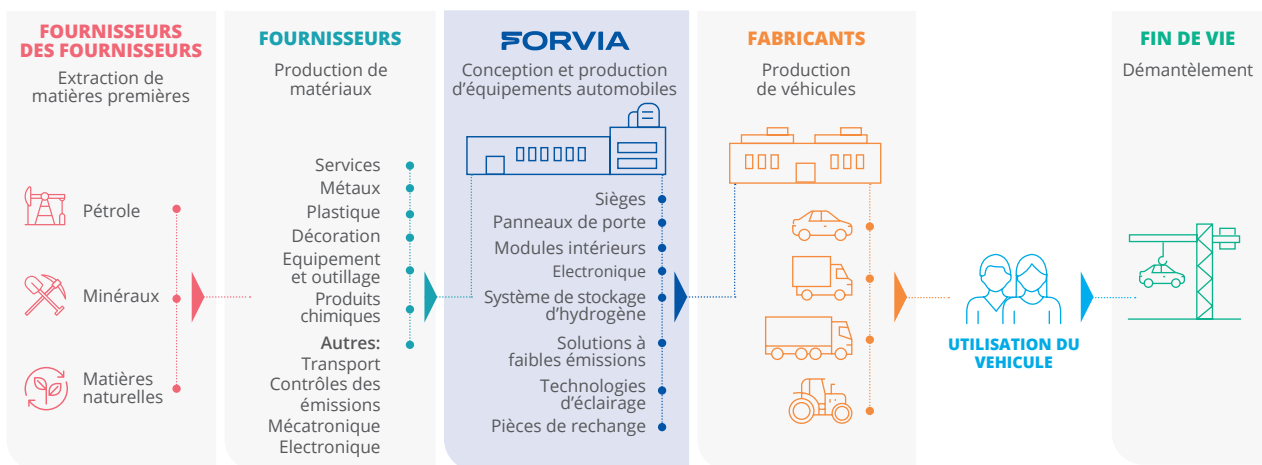 FOURNISSEURS
DES FOURNISSEURS
Extraction de
matières premières
Pétrole
Minéraux
Matières
naturelles
FOURNISSEURS
Production de
matériaux
Services
Métaux
Plastique
Décoration
Equipement
et outillage
Produits
chimiques
Autres:
Transport
Contrôles des
émissions
Mécatronique
Electronique
FORVIA
Conception et production
d'équipements automobiles
Sièges
Panneaux de porte
Modules intérieurs
Electronique
Système de stockage
d'hydrogène
Solutions à
faibles émissions
Technologies
d'éclairage
Pièces de rechange
FABRICANTS
Production
de véhicules
UTILISATION DU
VEHICULE
FIN DE VIE
Démantèlement